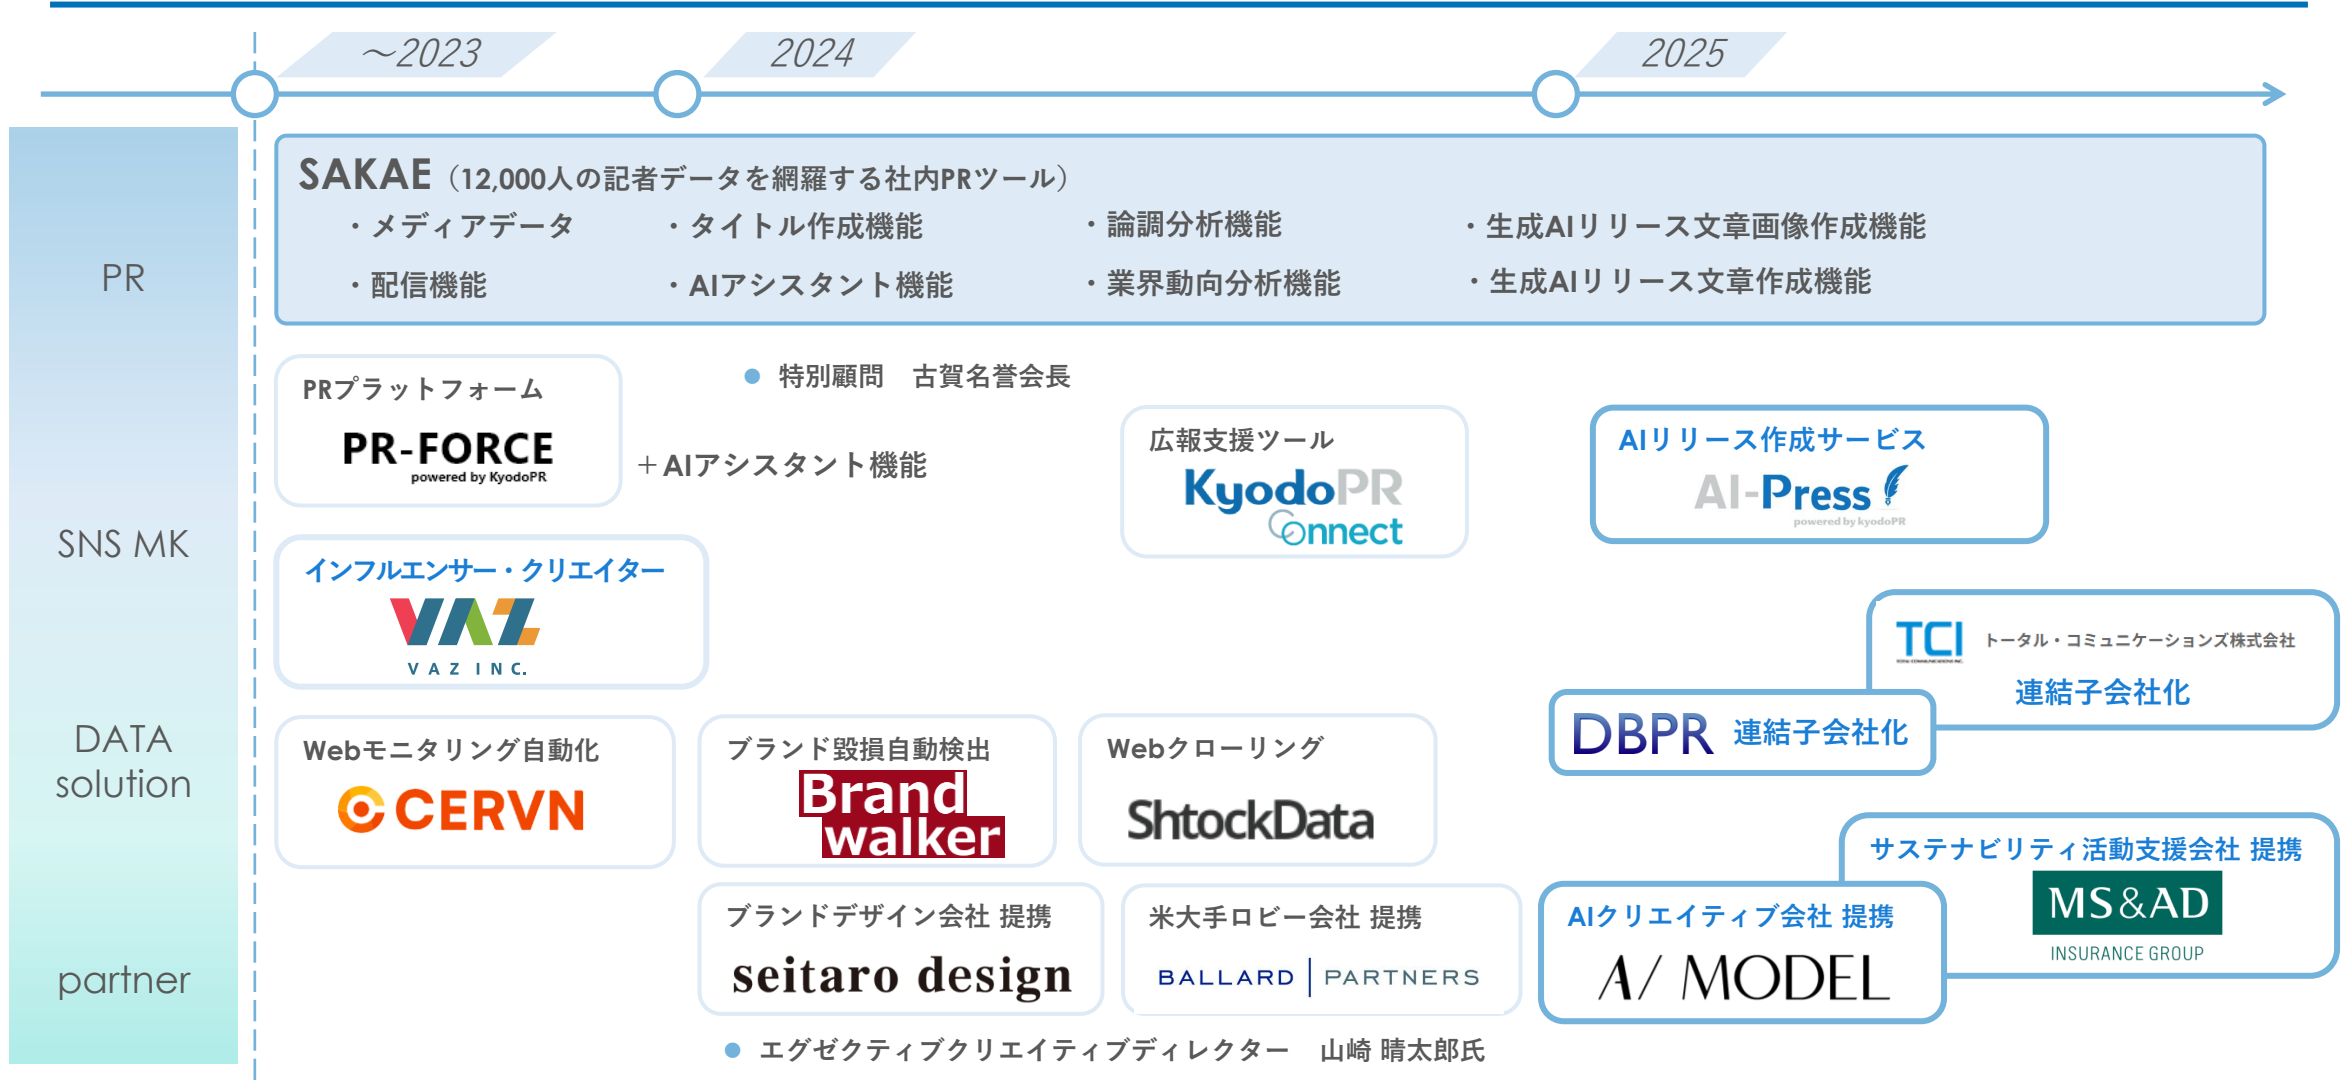 ～2023
2024
2025
PR
SNS MK
DATA
solution
partner
SAKAE（12,000人の記者データを網羅する社内PRツール）
・メディアデータ
・タイトル作成機能
・論調分析機能
・生成AIリリース文章画像作成機能
・配信機能
・AIアシスタント機能
・業界動向分析機能
・生成AIリリース文章作成機能
PRプラットフォーム
PR-FORCE
powered by KyodoPR
＋AIアシスタント機能
特別顧問　古賀名誉会長
広報支援ツール
KyodoPR
Connect
AIリリース作成サービス
AI-Press
powered by kyodoPR
インフルエンサー・クリエイター
VAZ
VAZ INC.
TCI
TOTAL COMMUNICATIONS INC.
トータル・コミュニケーションズ株式会社
連結子会社化
DBPR 連結子会社化
Webモニタリング自動化
CERVN
ブランド毀損自動検出
Brand
walker
Webクローリング
ShtockData
サステナビリティ活動支援会社 提携
MS&AD
INSURANCE GROUP
ブランドデザイン会社 提携
seitaro design
米大手ロビー会社 提携
BALLARD | PARTNERS
AIクリエイティブ会社 提携
A/ MODEL
エグゼクティブクリエイティブディレクター　山崎 晴太郎氏